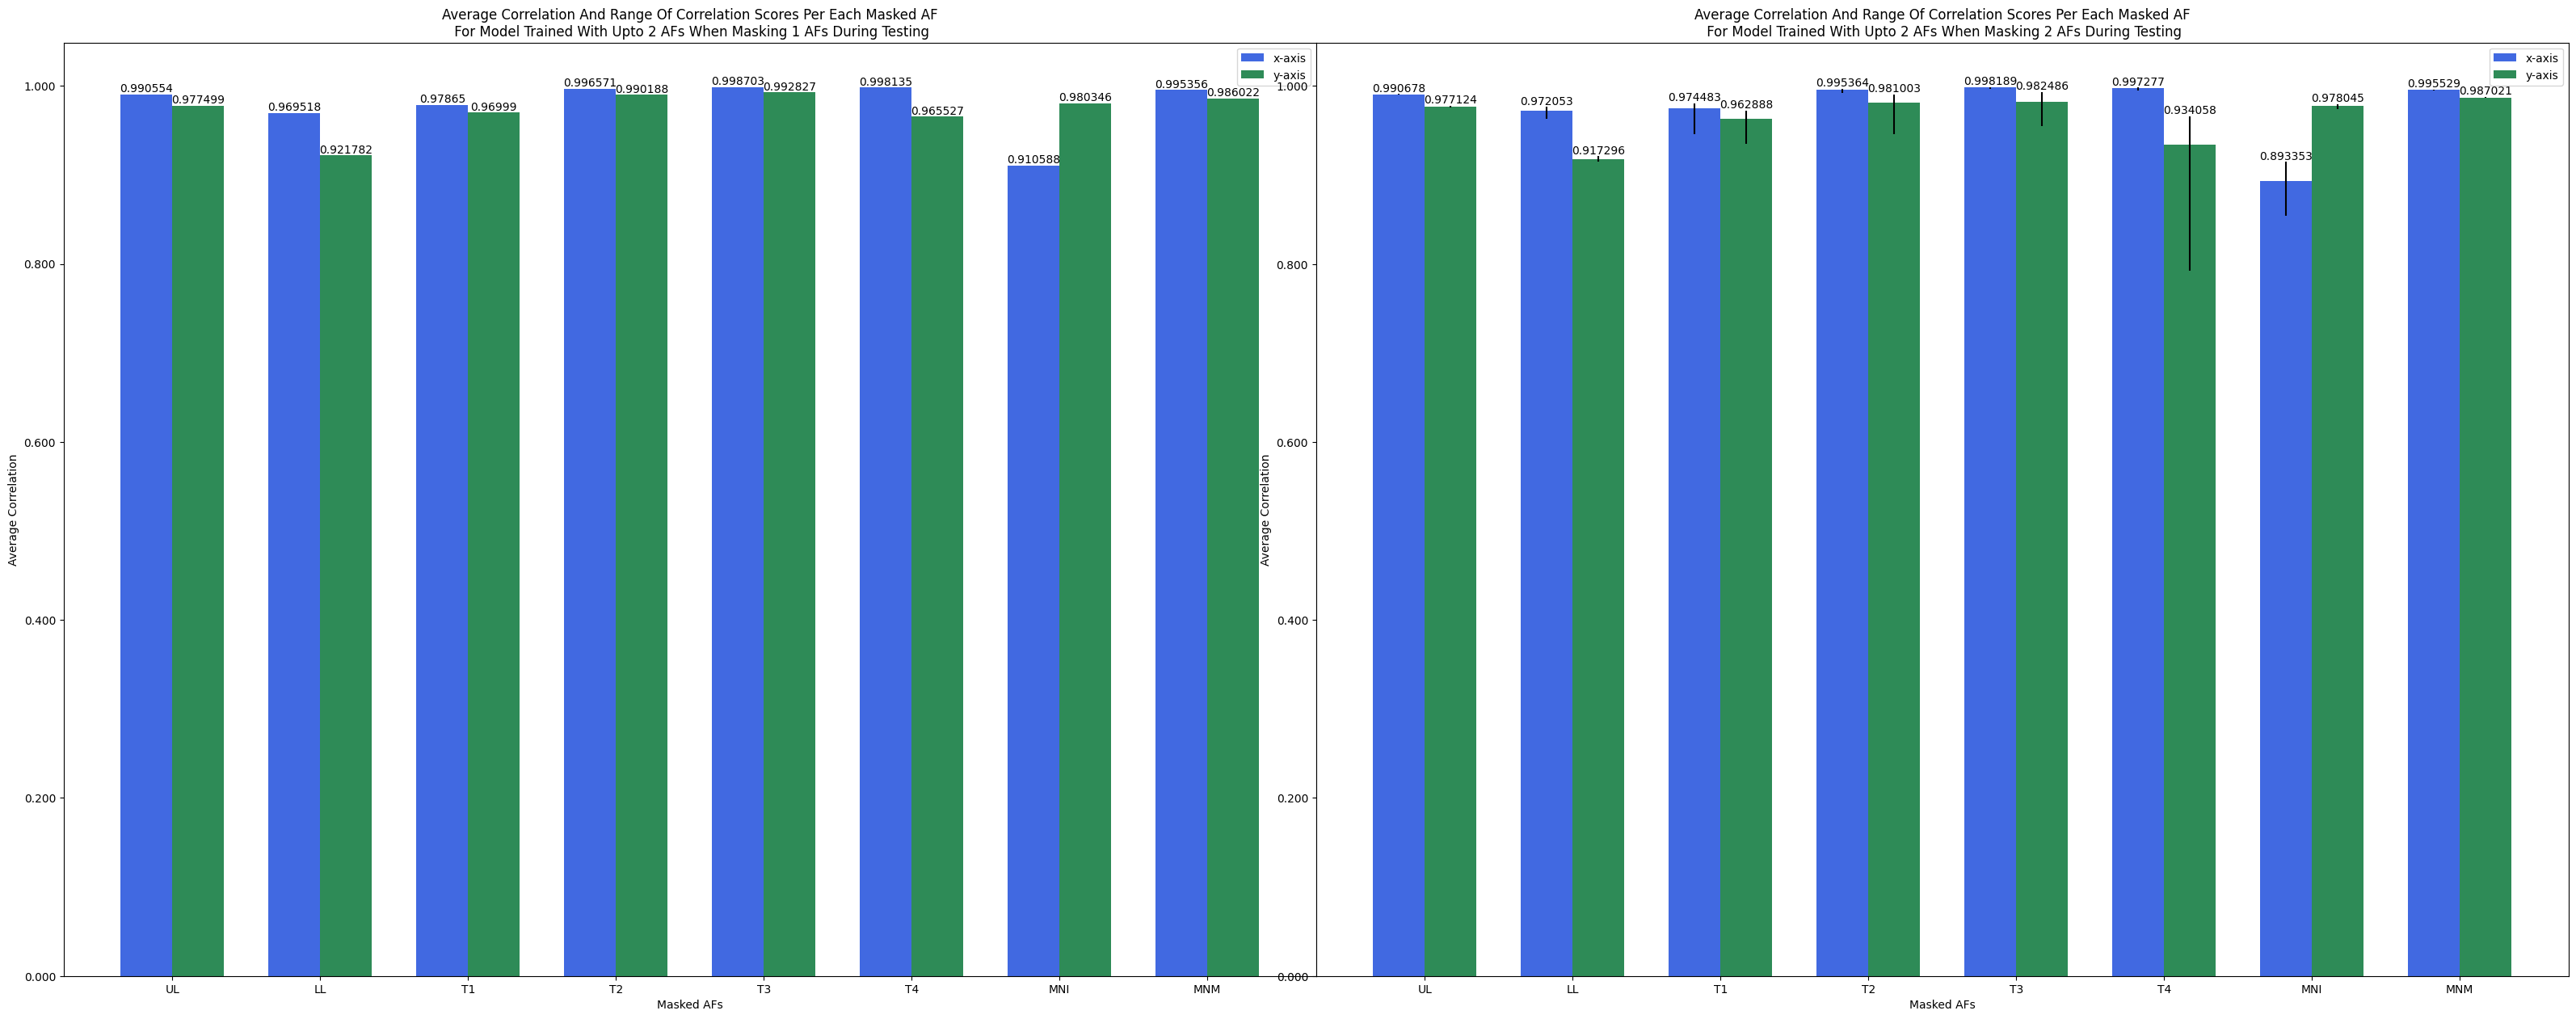 Average Correlation And Range Of Correlation Scores Per Each Masked AF
For Model Trained With Upto 2 AFs When Masking 1 AFs During Testing
x-axis
y-axis
1.000
0.800
0.600
0.400
0.200
0.000
Average Correlation
0.990554
0.977499
0.969518
0.921782
0.97865
0.96999
0.996571
0.990188
0.998703
0.992827
0.998135
0.965527
0.910588
0.980346
0.995356
0.986022
UL
LL
T1
T2
T3
T4
MNI
MNM
Masked AFs
Average Correlation And Range Of Correlation Scores Per Each Masked AF
For Model Trained With Upto 2 AFs When Masking 2 AFs During Testing
x-axis
y-axis
1.000
0.800
0.600
0.400
0.200
0.000
Average Correlation
0.990678
0.977124
0.972053
0.917296
0.974483
0.962888
0.995364
0.981003
0.998189
0.982486
0.997277
0.934058
0.893353
0.978045
0.995529
0.987021
UL
LL
T1
T2
T3
T4
MNI
MNM
Masked AFs